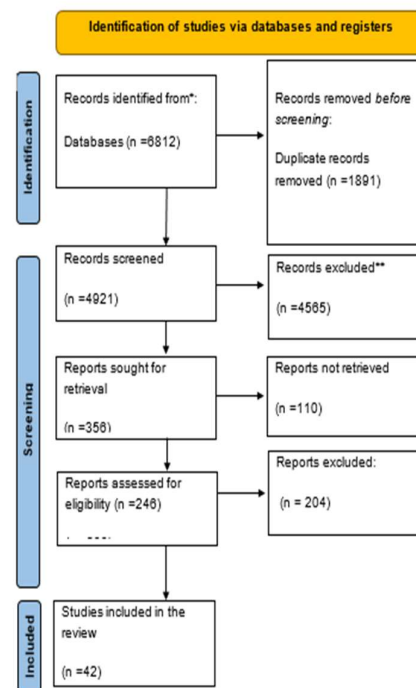 Identification of studies via databases and registers
Identification
Records identified from*:
Databases (n =6812)
Records removed before
screening:
Duplicate records
removed (n =1891)
Screening
Records screened
(n =4921)
Records excluded**
(n =4565)
Reports sought for
retrieval
(n =356)
Reports not retrieved
(n =110)
Reports assessed for
eligibility (n =246)
Reports excluded:
(n = 204)
Included
Studies included in the
review
(n = 42)